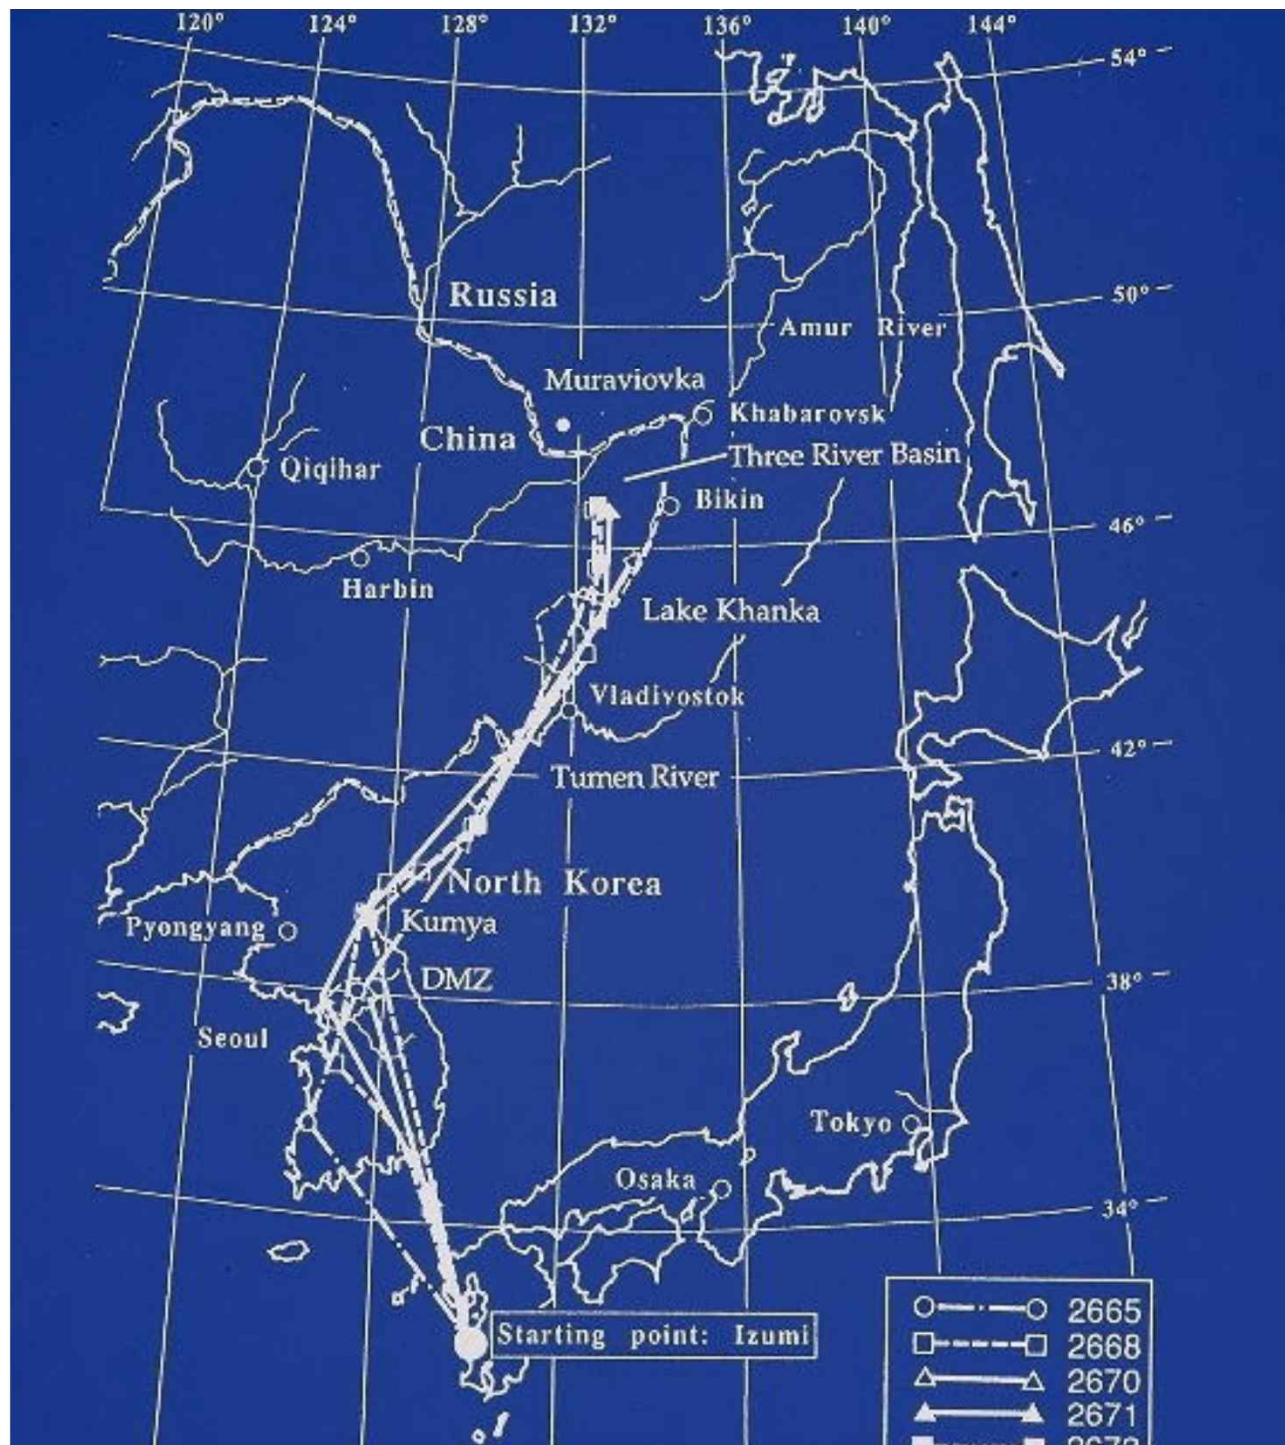 120° 124° 128° 132° 136° 140° 144°
54°
Russia
50°
Amur River
Muraviovka
Khabarovsk
China
Three River Basin
Qiqihar
Bikin
46°
Harbin
Lake Khanka
Vladivostok
42°
Tumen River
North Korea
Kumya
Pyongyang
DMZ
38°
Seoul
Tokyo
Osaka
34°
Starting point: Izumi
2665
2668
2670
2671